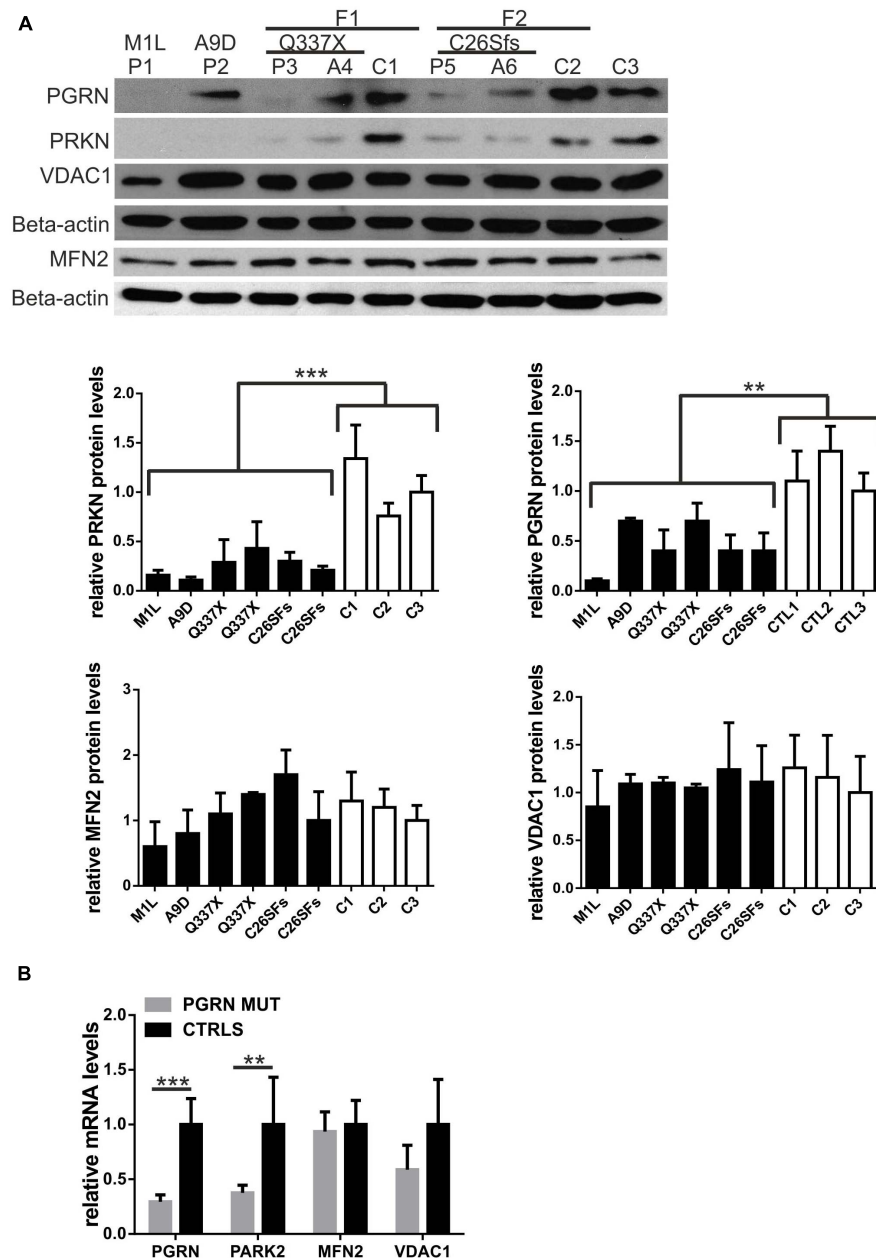 A
F1 F2
M1L A9D Q337X C26Sfs
P1 P2 P3 A4 C1 P5 A6 C2 C3
PGRN
PRKN
VDAC1
Beta-actin
MFN2
Beta-actin
relative PRKN protein levels
2.0
1.5
1.0
0.5
0.0
***
M1L A9D Q337X Q337X C26SFs C26SFs C1 C2 C3
relative PGRN protein levels
2.0
1.5
1.0
0.5
0.0
**
M1L A9D Q337X Q337X C26SFs C26SFs CTL1 CTL2 CTL3
relative MFN2 protein levels
3
2
1
0
M1L A9D Q337X Q337X C26SFs C26SFs C1 C2 C3
relative VDAC1 protein levels
2.0
1.5
1.0
0.5
0.0
M1L A9D Q337X Q337X C26SFs C26SFs C1 C2 C3
B
relative mRNA levels
2.0
1.5
1.0
0.5
0.0
PGRN MUT
CTRLS
*** **
PGRN PARK2 MFN2 VDAC1